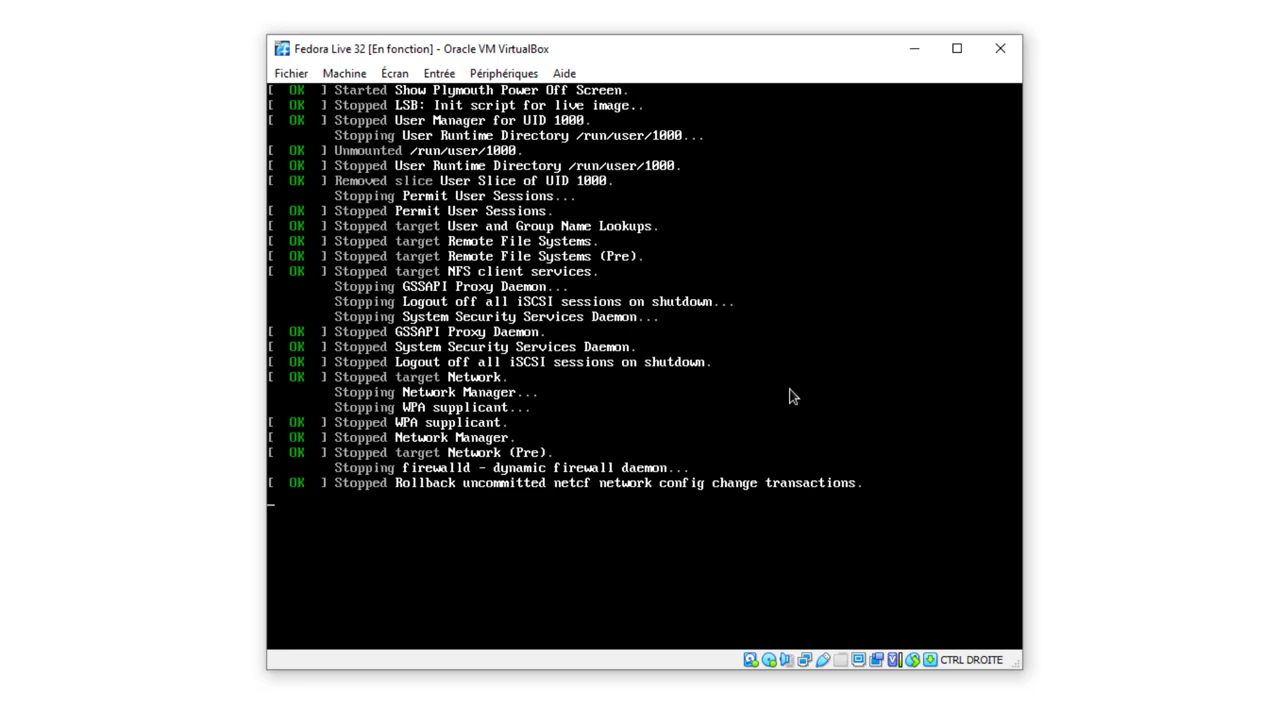 Fedora Live 32 [En fonction] - Oracle VM VirtualBox
Fichier Machine Écran Entrée Périphériques Aide
[ OK ] Started Show Plymouth Power Off Screen.
[ OK ] Stopped LSB: Init script for live image..
[ OK ] Stopped User Manager for UID 1000.
Stopping User Runtime Directory /run/user/1000...
[ OK ] Unmounted /run/user/1000.
[ OK ] Stopped User Runtime Directory /run/user/1000.
[ OK ] Removed slice User Slice of UID 1000.
Stopping Permit User Sessions...
[ OK ] Stopped Permit User Sessions.
[ OK ] Stopped target User and Group Name Lookups.
[ OK ] Stopped target Remote File Systems.
[ OK ] Stopped target Remote File Systems (Pre).
[ OK ] Stopped target NFS client services.
Stopping GSSAPI Proxy Daemon...
Stopping Logout off all iSCSI sessions on shutdown...
Stopping System Security Services Daemon...
[ OK ] Stopped GSSAPI Proxy Daemon.
[ OK ] Stopped System Security Services Daemon.
[ OK ] Stopped Logout off all iSCSI sessions on shutdown.
[ OK ] Stopped target Network.
Stopping Network Manager...
Stopping WPA supplicant...
[ OK ] Stopped WPA supplicant.
[ OK ] Stopped Network Manager.
[ OK ] Stopped target Network (Pre).
Stopping firewalld - dynamic firewall daemon...
[ OK ] Stopped Rollback uncommitted netcf network config change transactions.
CTRL DROITE